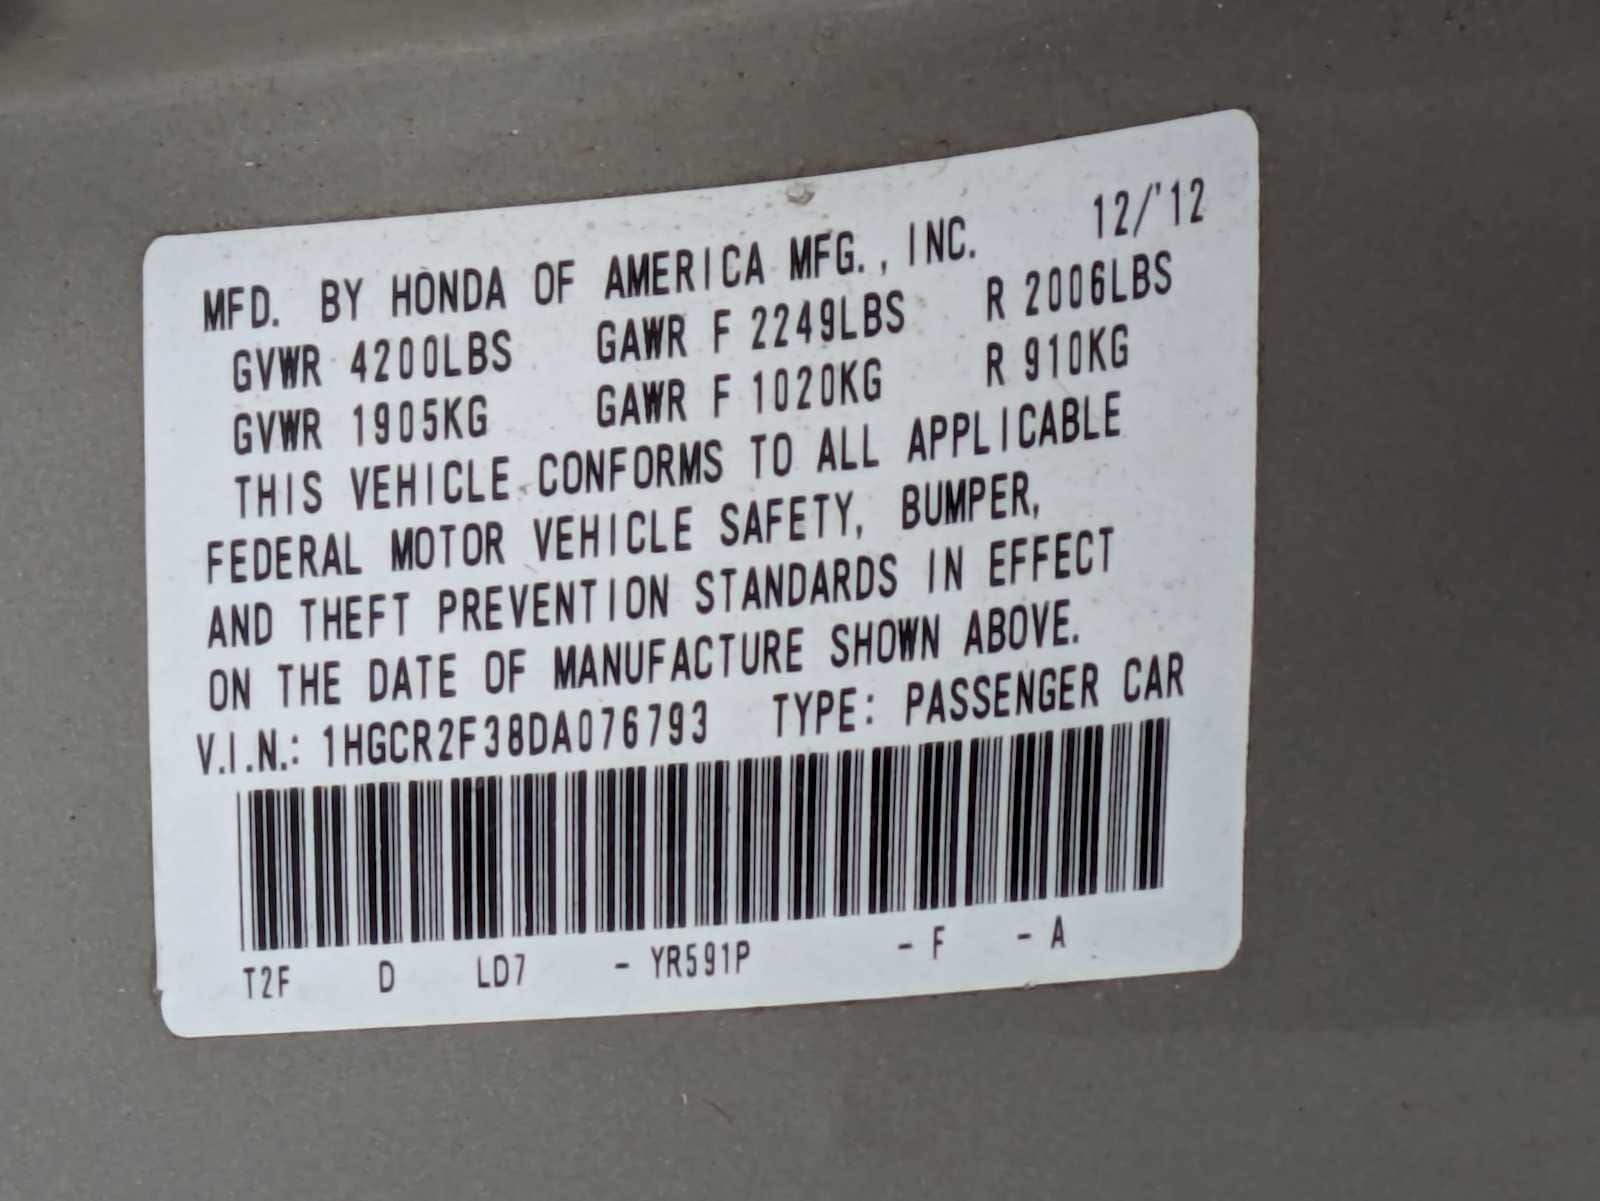 MFD. BY HONDA OF AMERICA MFG., INC. 12/'12
GVWR 4200LBS GAWR F 2249LBS R 2006LBS
GVWR 1905KG GAWR F 1020KG R 910KG
THIS VEHICLE CONFORMS TO ALL APPLICABLE
FEDERAL MOTOR VEHICLE SAFETY, BUMPER,
AND THEFT PREVENTION STANDARDS IN EFFECT
ON THE DATE OF MANUFACTURE SHOWN ABOVE.
V.I.N.: 1HGCR2F38DA076793 TYPE: PASSENGER CAR
T2F D LD7 - YR591P - F - A